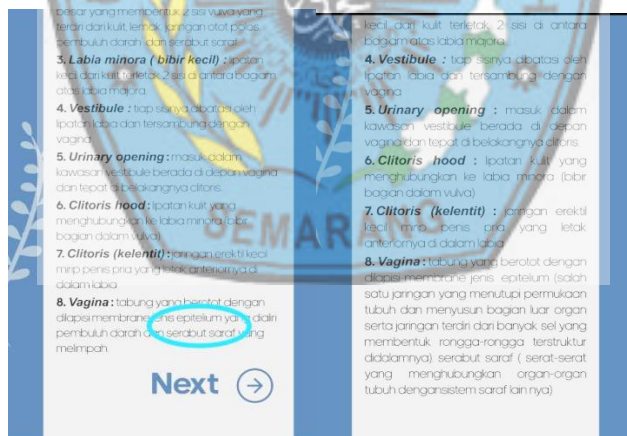 besar yang membentuk 2 sisi vulva yang
terdiri dari kulit, lemak, jaringan otot polos,
pembuluh darah, dan serabut saraf.
3. Labia minora ( bibir kecil) : lipatan
kecil dari kulit terletak 2 sisi di antara bagian
atas labia majora,
4. Vestibule : tiap sisinya dibatasi oleh
lipatan labia dan tersambung dengan
vagina
5. Urinary opening : masuk dalam
kawasan vestibule berada di depan vagina
dan tepat di belakangnya clitoris.
6. Clitoris hood : lipatan kulit yang
menghubungkan ke labia minora (bibir
bagian dalam vulva)
7. Clitoris (kelentit) : jaringan erektil kecil
mirip penis pria yang letak anteriornya di
dalam labia
8. Vagina : tabung yang berotot dengan
dilapisi membrane jenis epitelium yang dialiri
pembuluh darah dan serabut saraf yang
melimpah.
Next
kecil dari kulit terletak 2 sisi di antara
bagian atas labia majora,
4. Vestibule : tiap sisinya dibatasi oleh
lipatan labia dan tersambung dengan
vagina
5. Urinary opening : masuk dalam
kawasan vestibule berada di depan
vagina dan tepat di belakangnya clitoris.
6. Clitoris hood : lipatan kulit yang
menghubungkan ke labia minora (bibir
bagian dalam vulva)
7. Clitoris (kelentit) : jaringan erektil
kecil mirip penis pria yang letak
anteriornya di dalam labia
8. Vagina : tabung yang berotot dengan
dilapisi membrane jenis epitelium (salah
satu jaringan yang menutupi permukaan
tubuh dan menyusun bagian luar organ
serta jaringan terdiri dari banyak sel yang
membentuk rongga-rongga terstruktur
didalamnya) serabut saraf ( serat-serat
yang menghubungkan organ-organ
tubuh dengansistem saraf lain nya)
SEMARANG